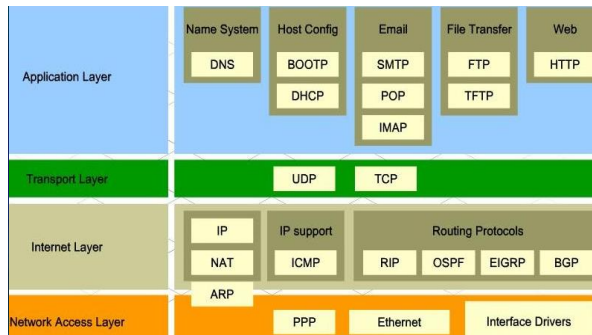 Name System Host Config Email File Transfer Web
DNS BOOTP SMTP FTP HTTP
Application Layer
DHCP POP TFTP
IMAP
Transport Layer UDP TCP
IP IP support Routing Protocols
Internet Layer
NAT ICMP RIP OSPF EIGRP BGP
ARP
Network Access Layer PPP Ethernet Interface Drivers